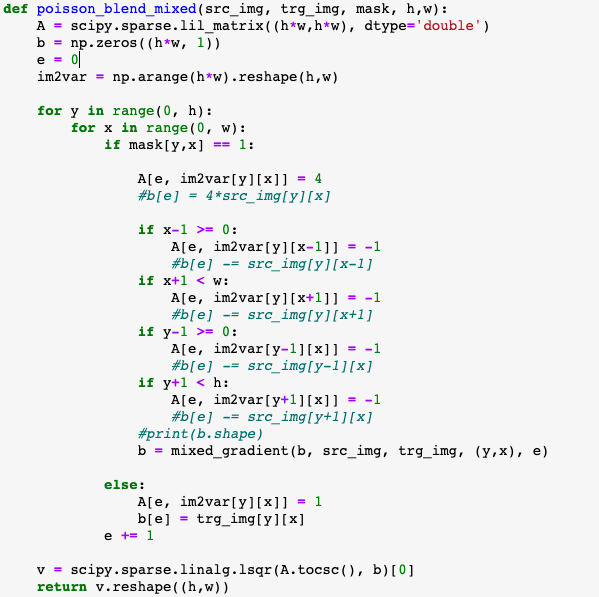 def poisson_blend_mixed(src_img, trg_img, mask, h,w):
    A = scipy.sparse.lil_matrix((h*w,h*w), dtype='double')
    b = np.zeros((h*w, 1))
    e = 0
    im2var = np.arange(h*w).reshape(h,w)

    for y in range(0, h):
        for x in range(0, w):
            if mask[y,x] == 1:

                A[e, im2var[y][x]] = 4
                #b[e] = 4*src_img[y][x]

                if x-1 >= 0:
                    A[e, im2var[y][x-1]] = -1
                    #b[e] -= src_img[y][x-1]
                if x+1 < w:
                    A[e, im2var[y][x+1]] = -1
                    #b[e] -= src_img[y][x+1]
                if y-1 >= 0:
                    A[e, im2var[y-1][x]] = -1
                    #b[e] -= src_img[y-1][x]
                if y+1 < h:
                    A[e, im2var[y+1][x]] = -1
                    #b[e] -= src_img[y+1][x]
                #print(b.shape)
                b = mixed_gradient(b, src_img, trg_img, (y,x), e)

            else:
                A[e, im2var[y][x]] = 1
                b[e] = trg_img[y][x]
            e += 1

    v = scipy.sparse.linalg.lsqr(A.tocsc(), b)[0]
    return v.reshape((h,w))